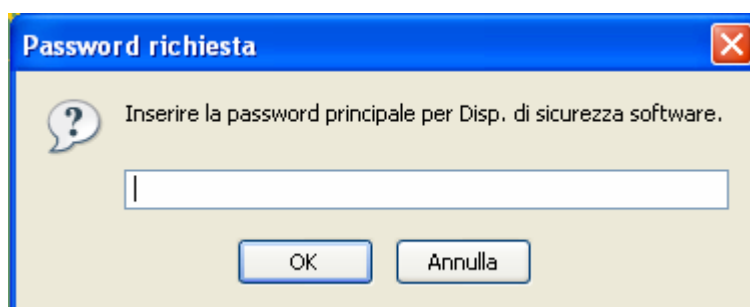 Password richiesta
Inserire la password principale per Disp. di sicurezza software.
OK
Annulla